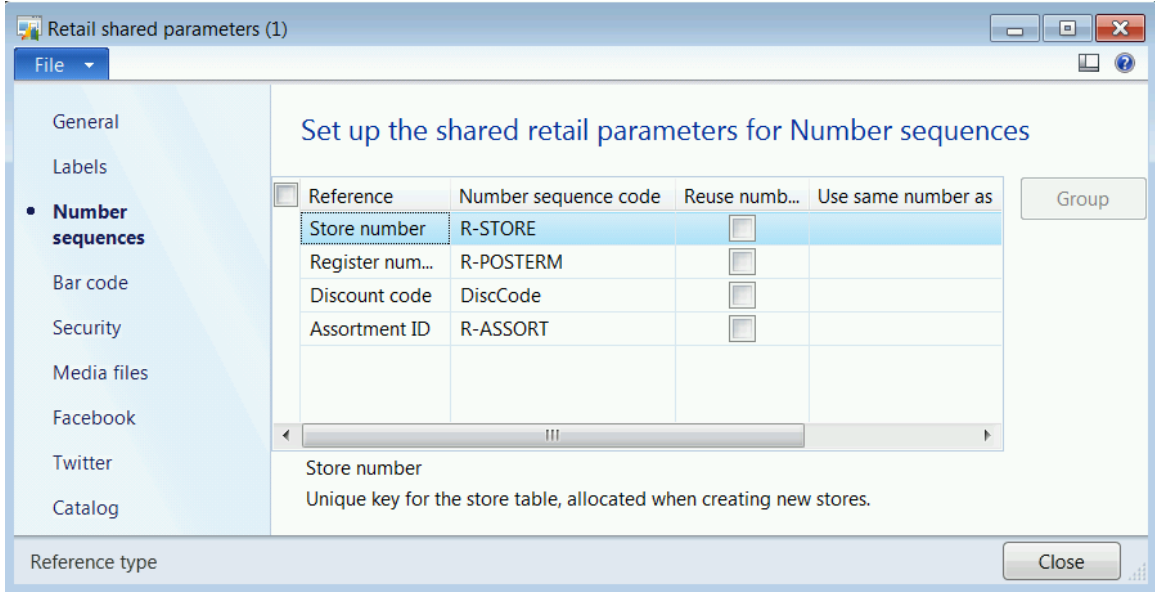 Retail shared parameters (1)
File
General
Labels
Number
sequences
Bar code
Security
Media files
Facebook
Twitter
Catalog
Set up the shared retail parameters for Number sequences
Reference Number sequence code Reuse numb... Use same number as
Store number R-STORE
Register num... R-POSTERM
Discount code DiscCode
Assortment ID R-ASSORT
Group
Store number
Unique key for the store table, allocated when creating new stores.
Reference type
Close